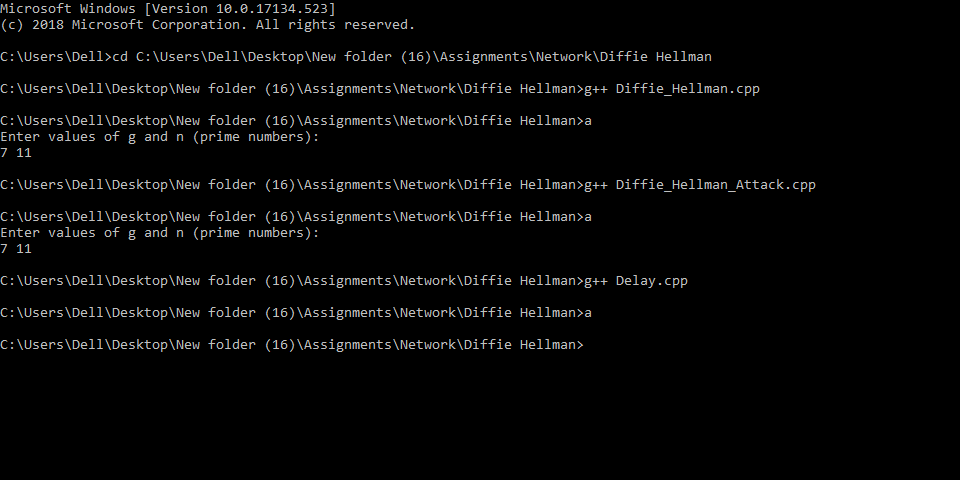 Microsoft Windows [Version 10.0.17134.523]
(c) 2018 Microsoft Corporation. All rights reserved.
C:\Users\Dell>cd C:\Users\Dell\Desktop\New folder (16)\Assignments\Network\Diffie Hellman
C:\Users\Dell\Desktop\New folder (16)\Assignments\Network\Diffie Hellman>g++ Diffie_Hellman.cpp
C:\Users\Dell\Desktop\New folder (16)\Assignments\Network\Diffie Hellman>a
Enter values of g and n (prime numbers):
7 11
C:\Users\Dell\Desktop\New folder (16)\Assignments\Network\Diffie Hellman>g++ Diffie_Hellman_Attack.cpp
C:\Users\Dell\Desktop\New folder (16)\Assignments\Network\Diffie Hellman>a
Enter values of g and n (prime numbers):
7 11
C:\Users\Dell\Desktop\New folder (16)\Assignments\Network\Diffie Hellman>g++ Delay.cpp
C:\Users\Dell\Desktop\New folder (16)\Assignments\Network\Diffie Hellman>a
C:\Users\Dell\Desktop\New folder (16)\Assignments\Network\Diffie Hellman>